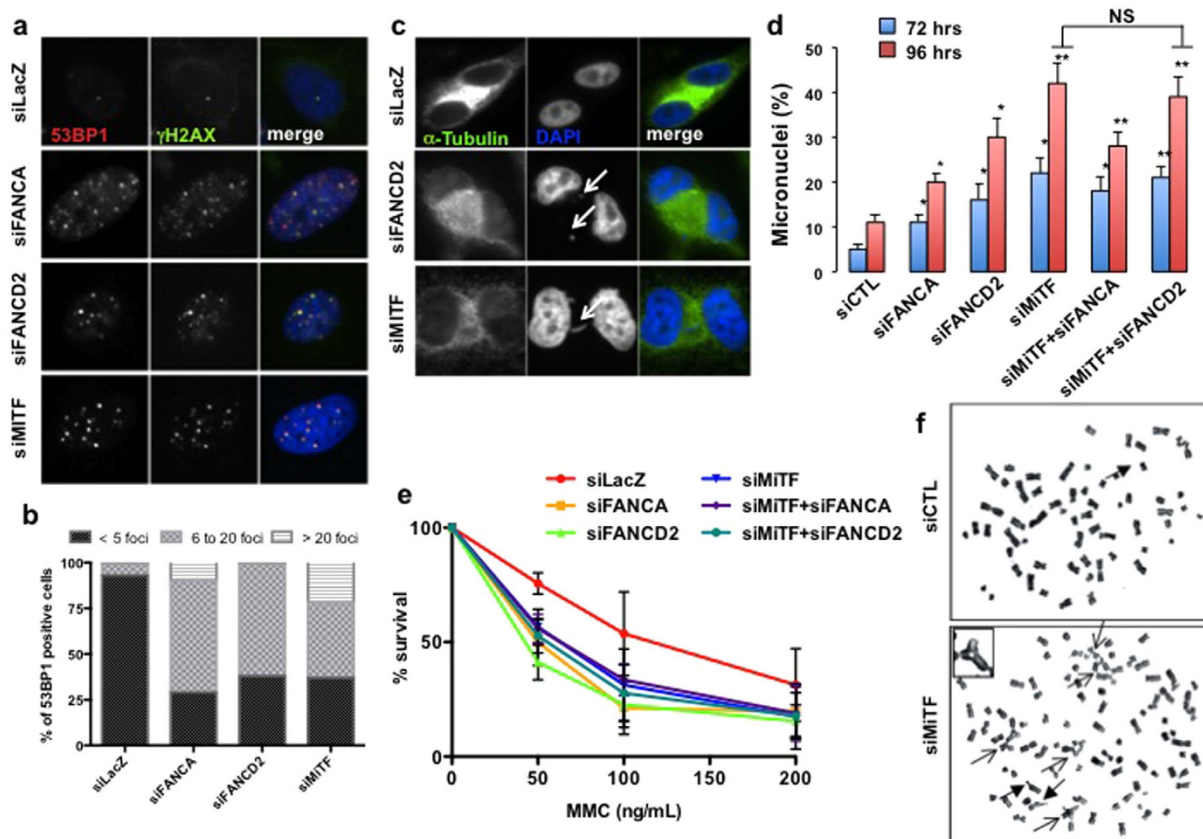 a
siLacZ
53BP1
γH2AX
merge
siFANCA
siFANCD2
siMITF
b
< 5 foci
6 to 20 foci
> 20 foci
% of 53BP1 positive cells
100
75
50
25
0
siLacZ
siFANCA
siFANCD2
siMITF
c
siLacZ
α-Tubulin
DAPI
merge
siFANCD2
siMITF
d
72 hrs
96 hrs
NS
Micronuclei (%)
50
40
30
20
10
0
*
*
*
*
*
**
*
**
**
**
siCTL
siFANCA
siFANCD2
siMiTF
siMiTF+siFANCA
siMiTF+siFANCD2
e
siLacZ
siFANCA
siFANCD2
siMiTF
siMiTF+siFANCA
siMiTF+siFANCD2
% survival
100
50
0
0
50
100
150
200
MMC (ng/mL)
f
siCTL
siMiTF